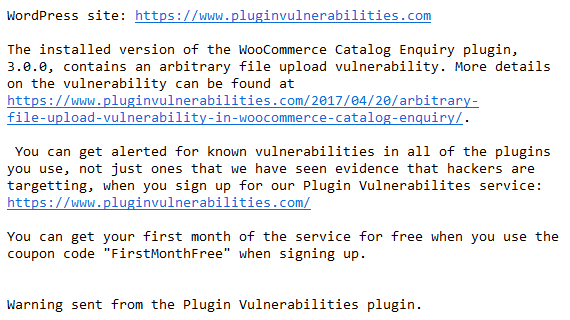 WordPress site: https://www.pluginvulnerabilities.com
The installed version of the WooCommerce Catalog Enquiry plugin,
3.0.0, contains an arbitrary file upload vulnerability. More details
on the vulnerability can be found at
https://www.pluginvulnerabilities.com/2017/04/20/arbitrary-
file-upload-vulnerability-in-woocommerce-catalog-enquiry/.
You can get alerted for known vulnerabilities in all of the plugins
you use, not just ones that we have seen evidence that hackers are
targetting, when you sign up for our Plugin Vulnerabilites service:
https://www.pluginvulnerabilities.com/
You can get your first month of the service for free when you use the
coupon code "FirstMonthFree" when signing up.
Warning sent from the Plugin Vulnerabilities plugin.